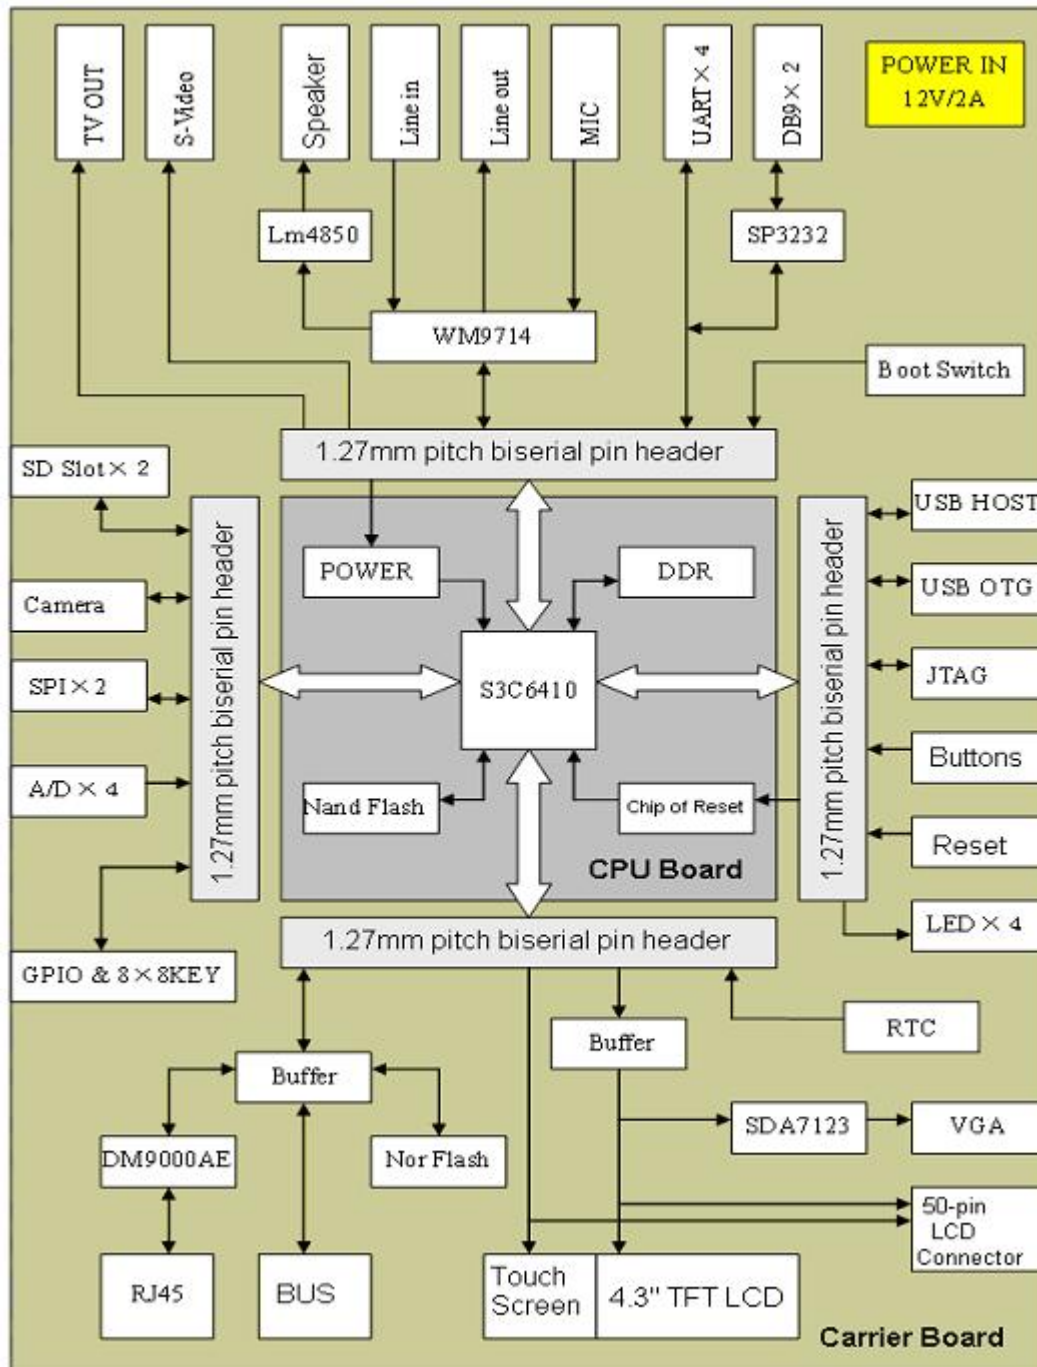 TV OUT
S-Video
Speaker
Line in
Line out
MIC
UART×4
DB9×2
POWER IN
12V/2A
Lm4850
SP3232
WM9714
Boot Switch
1.27mm pitch biserial pin header
SD Slot×2
USB HOST
1.27mm pitch biserial pin header
1.27mm pitch biserial pin header
POWER
DDR
USB OTG
Camera
S3C6410
SPI×2
JTAG
Buttons
A/D×4
Nand Flash
Chip of Reset
Reset
CPU Board
LED×4
1.27mm pitch biserial pin header
GPIO & 8×8KEY
RTC
Buffer
Buffer
SDA7123
VGA
DM9000AE
Nor Flash
50-pin
LCD
Connector
RJ45
BUS
Touch
Screen
4.3" TFT LCD
Carrier Board